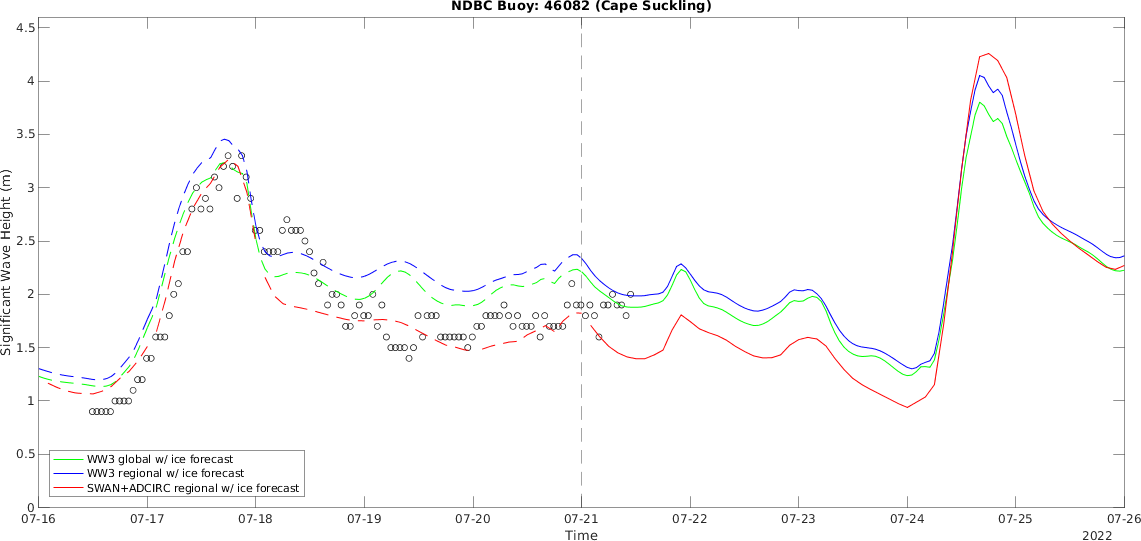 NDBC Buoy: 46082 (Cape Suckling)
4.5
4
3.5
3
2.5
2
1.5
1
0.5
0
Significant Wave Height (m)
WW3 global w/ ice forecast
WW3 regional w/ ice forecast
SWAN+ADCIRC regional w/ ice forecast
07-16 07-17 07-18 07-19 07-20 07-21 07-22 07-23 07-24 07-25 07-26
Time
2022